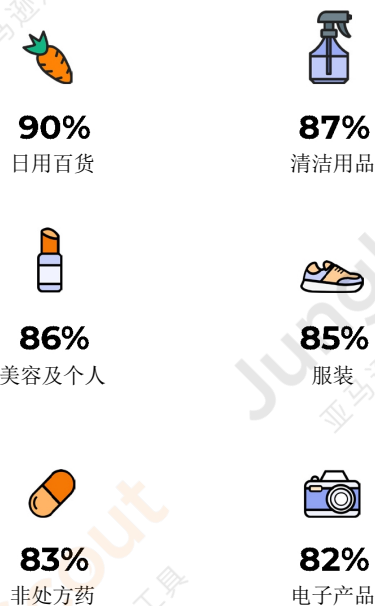 90%
87%
日用百货
清洁用品
86%
85%
美容及个人
服装
83%
82%
非处方药
电子产品